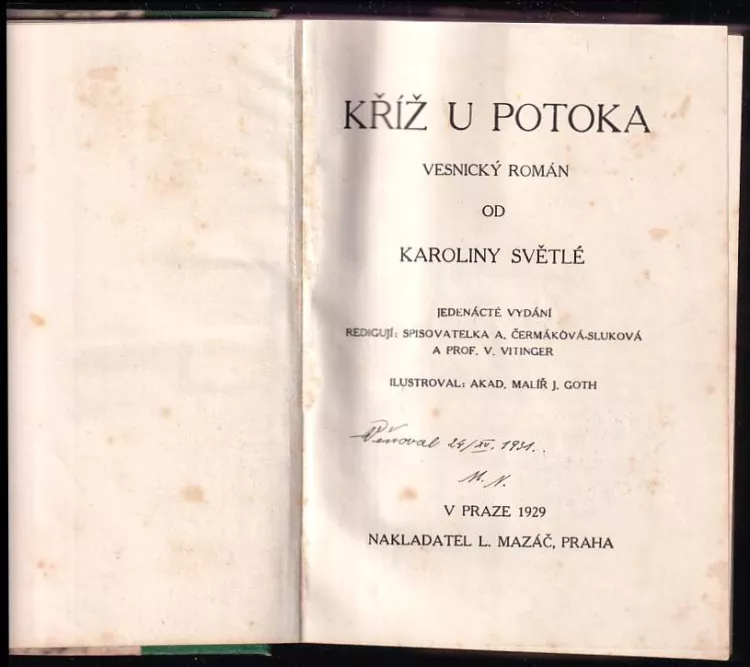 KŘÍŽ U POTOKA
VESNICKÝ ROMÁN
OD
KAROLINY SVĚTLÉ
JEDENÁCTÉ VYDÁNÍ
REDIGUJÍ: SPISOVATELKA A. ČERMÁKOVÁ-SLUKOVÁ
A PROF. V. VITINGER
ILUSTROVAL: AKAD. MALÍŘ J. GOTH
Věnoval 24/XII. 1931.
M. N.
V PRAZE 1929
NAKLADATEL L. MAZÁČ, PRAHA